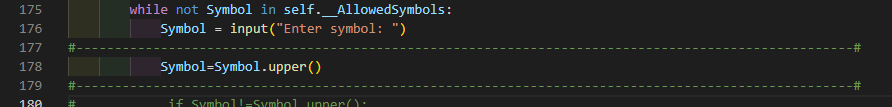 175 while not Symbol in self.__AllowedSymbols:
176 Symbol = input("Enter symbol: ")
177 #-----------------------------------------------------------------------------------------------------#
178 Symbol=Symbol.upper()
179 #-----------------------------------------------------------------------------------------------------#
180 # if Symbol!=Symbol.upper():